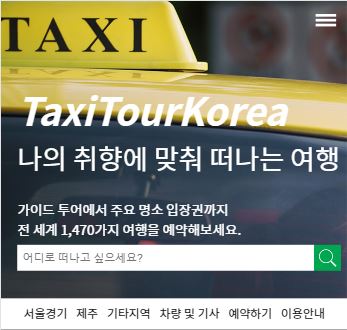 TAXI
TaxiTourKorea
나의 취향에 맞춰 떠나는 여행
가이드 투어에서 주요 명소 입장권까지
전 세계 1,470가지 여행을 예약해보세요.
어디로 떠나고 싶으세요?
서울경기 제주 기타지역 차량 및 기사 예약하기 이용안내